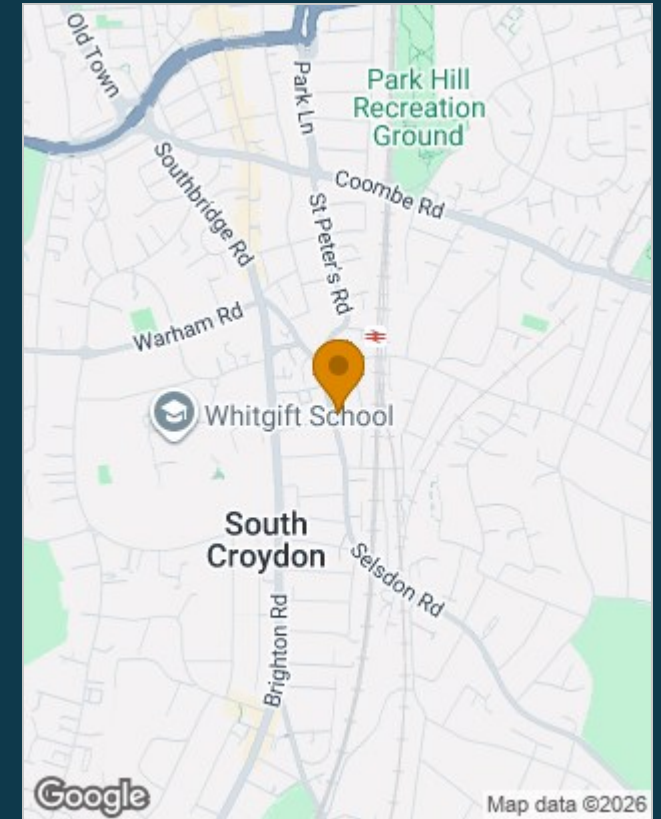 Old Town
Park Ln
Park Hill
Recreation
Ground
Southbridge Rd
Coombe Rd
St Peter's Rd
Warham Rd
Whitgift School
South
Croydon
Selsdon Rd
Brighton Rd
Google
Map data ©2026